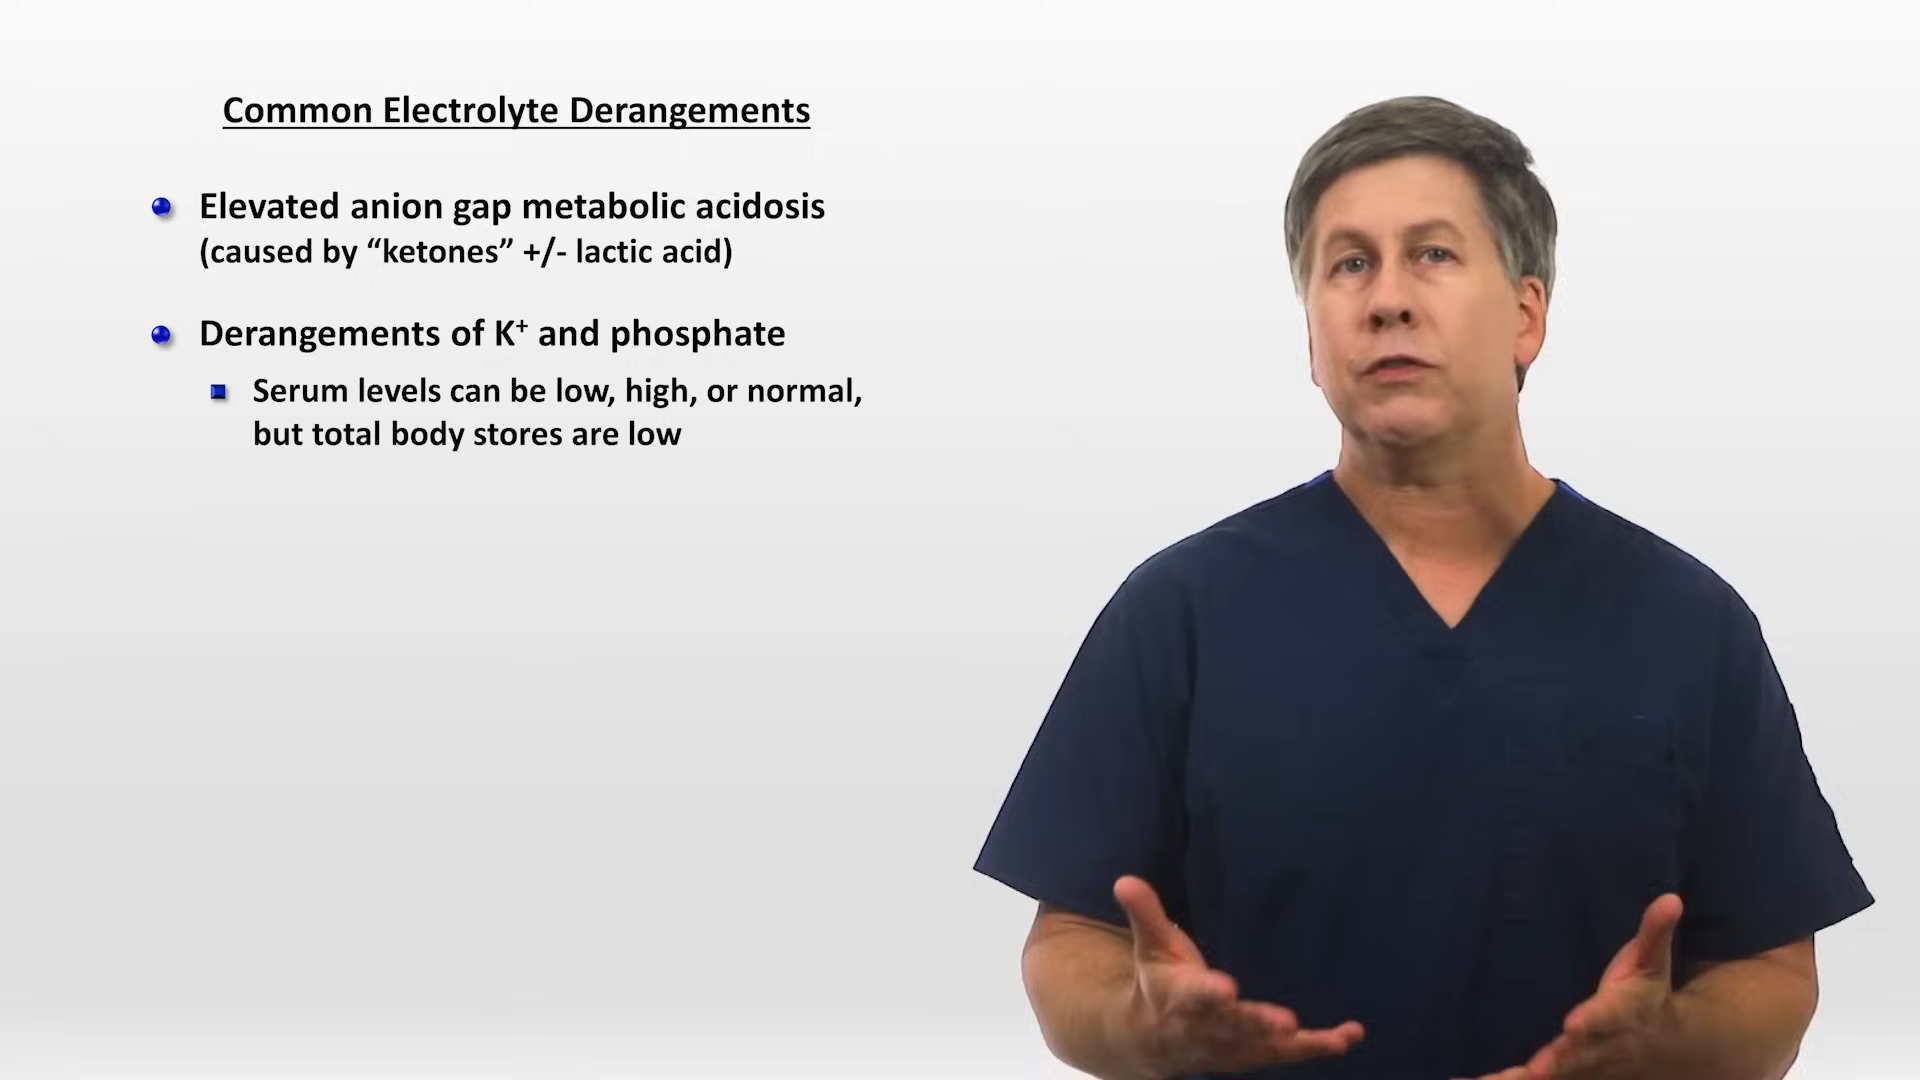 Common Electrolyte Derangements
Elevated anion gap metabolic acidosis
(caused by “ketones” +/- lactic acid)
Derangements of K⁺ and phosphate
Serum levels can be low, high, or normal,
but total body stores are low